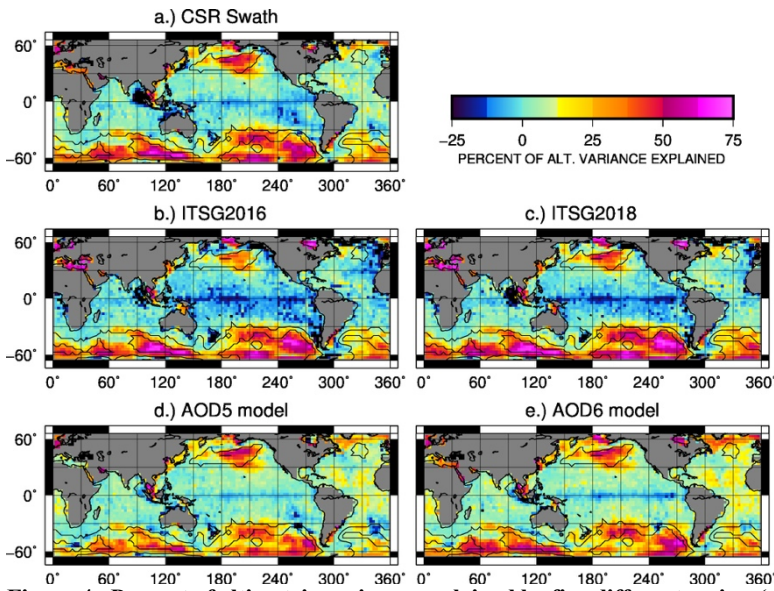 a.) CSR Swath
60°
0°
−60°
0° 60° 120° 180° 240° 300° 360°
−25 0 25 50 75
PERCENT OF ALT. VARIANCE EXPLAINED
b.) ITSG2016 c.) ITSG2018
60°
0°
−60°
0° 60° 120° 180° 240° 300° 360° 0° 60° 120° 180° 240° 300° 360°
d.) AOD5 model e.) AOD6 model
60°
0°
−60°
0° 60° 120° 180° 240° 300° 360° 0° 60° 120° 180° 240° 300° 360°